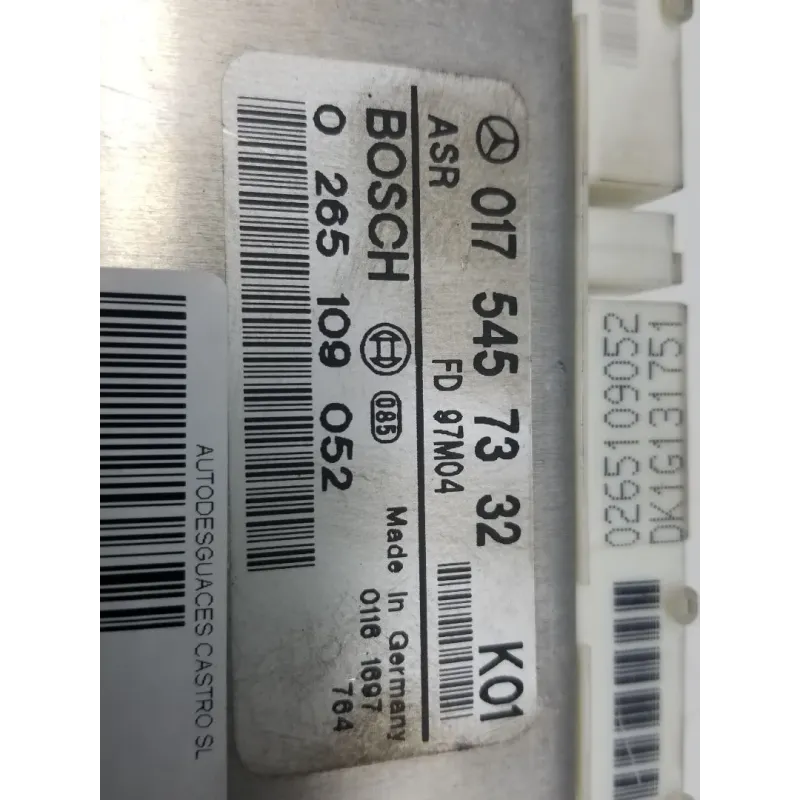 017 545 73 32 K01
ASR FD 97M04
BOSCH 085 Made In Germany
0 265 109 052 0116 1697
764
0265109052
DK1G131751
AUTODESGUACES CASTRO SL